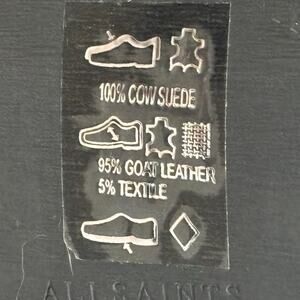 100% COW SUEDE
95% GOAT LEATHER
5% TEXTILE
ALLSAINTS